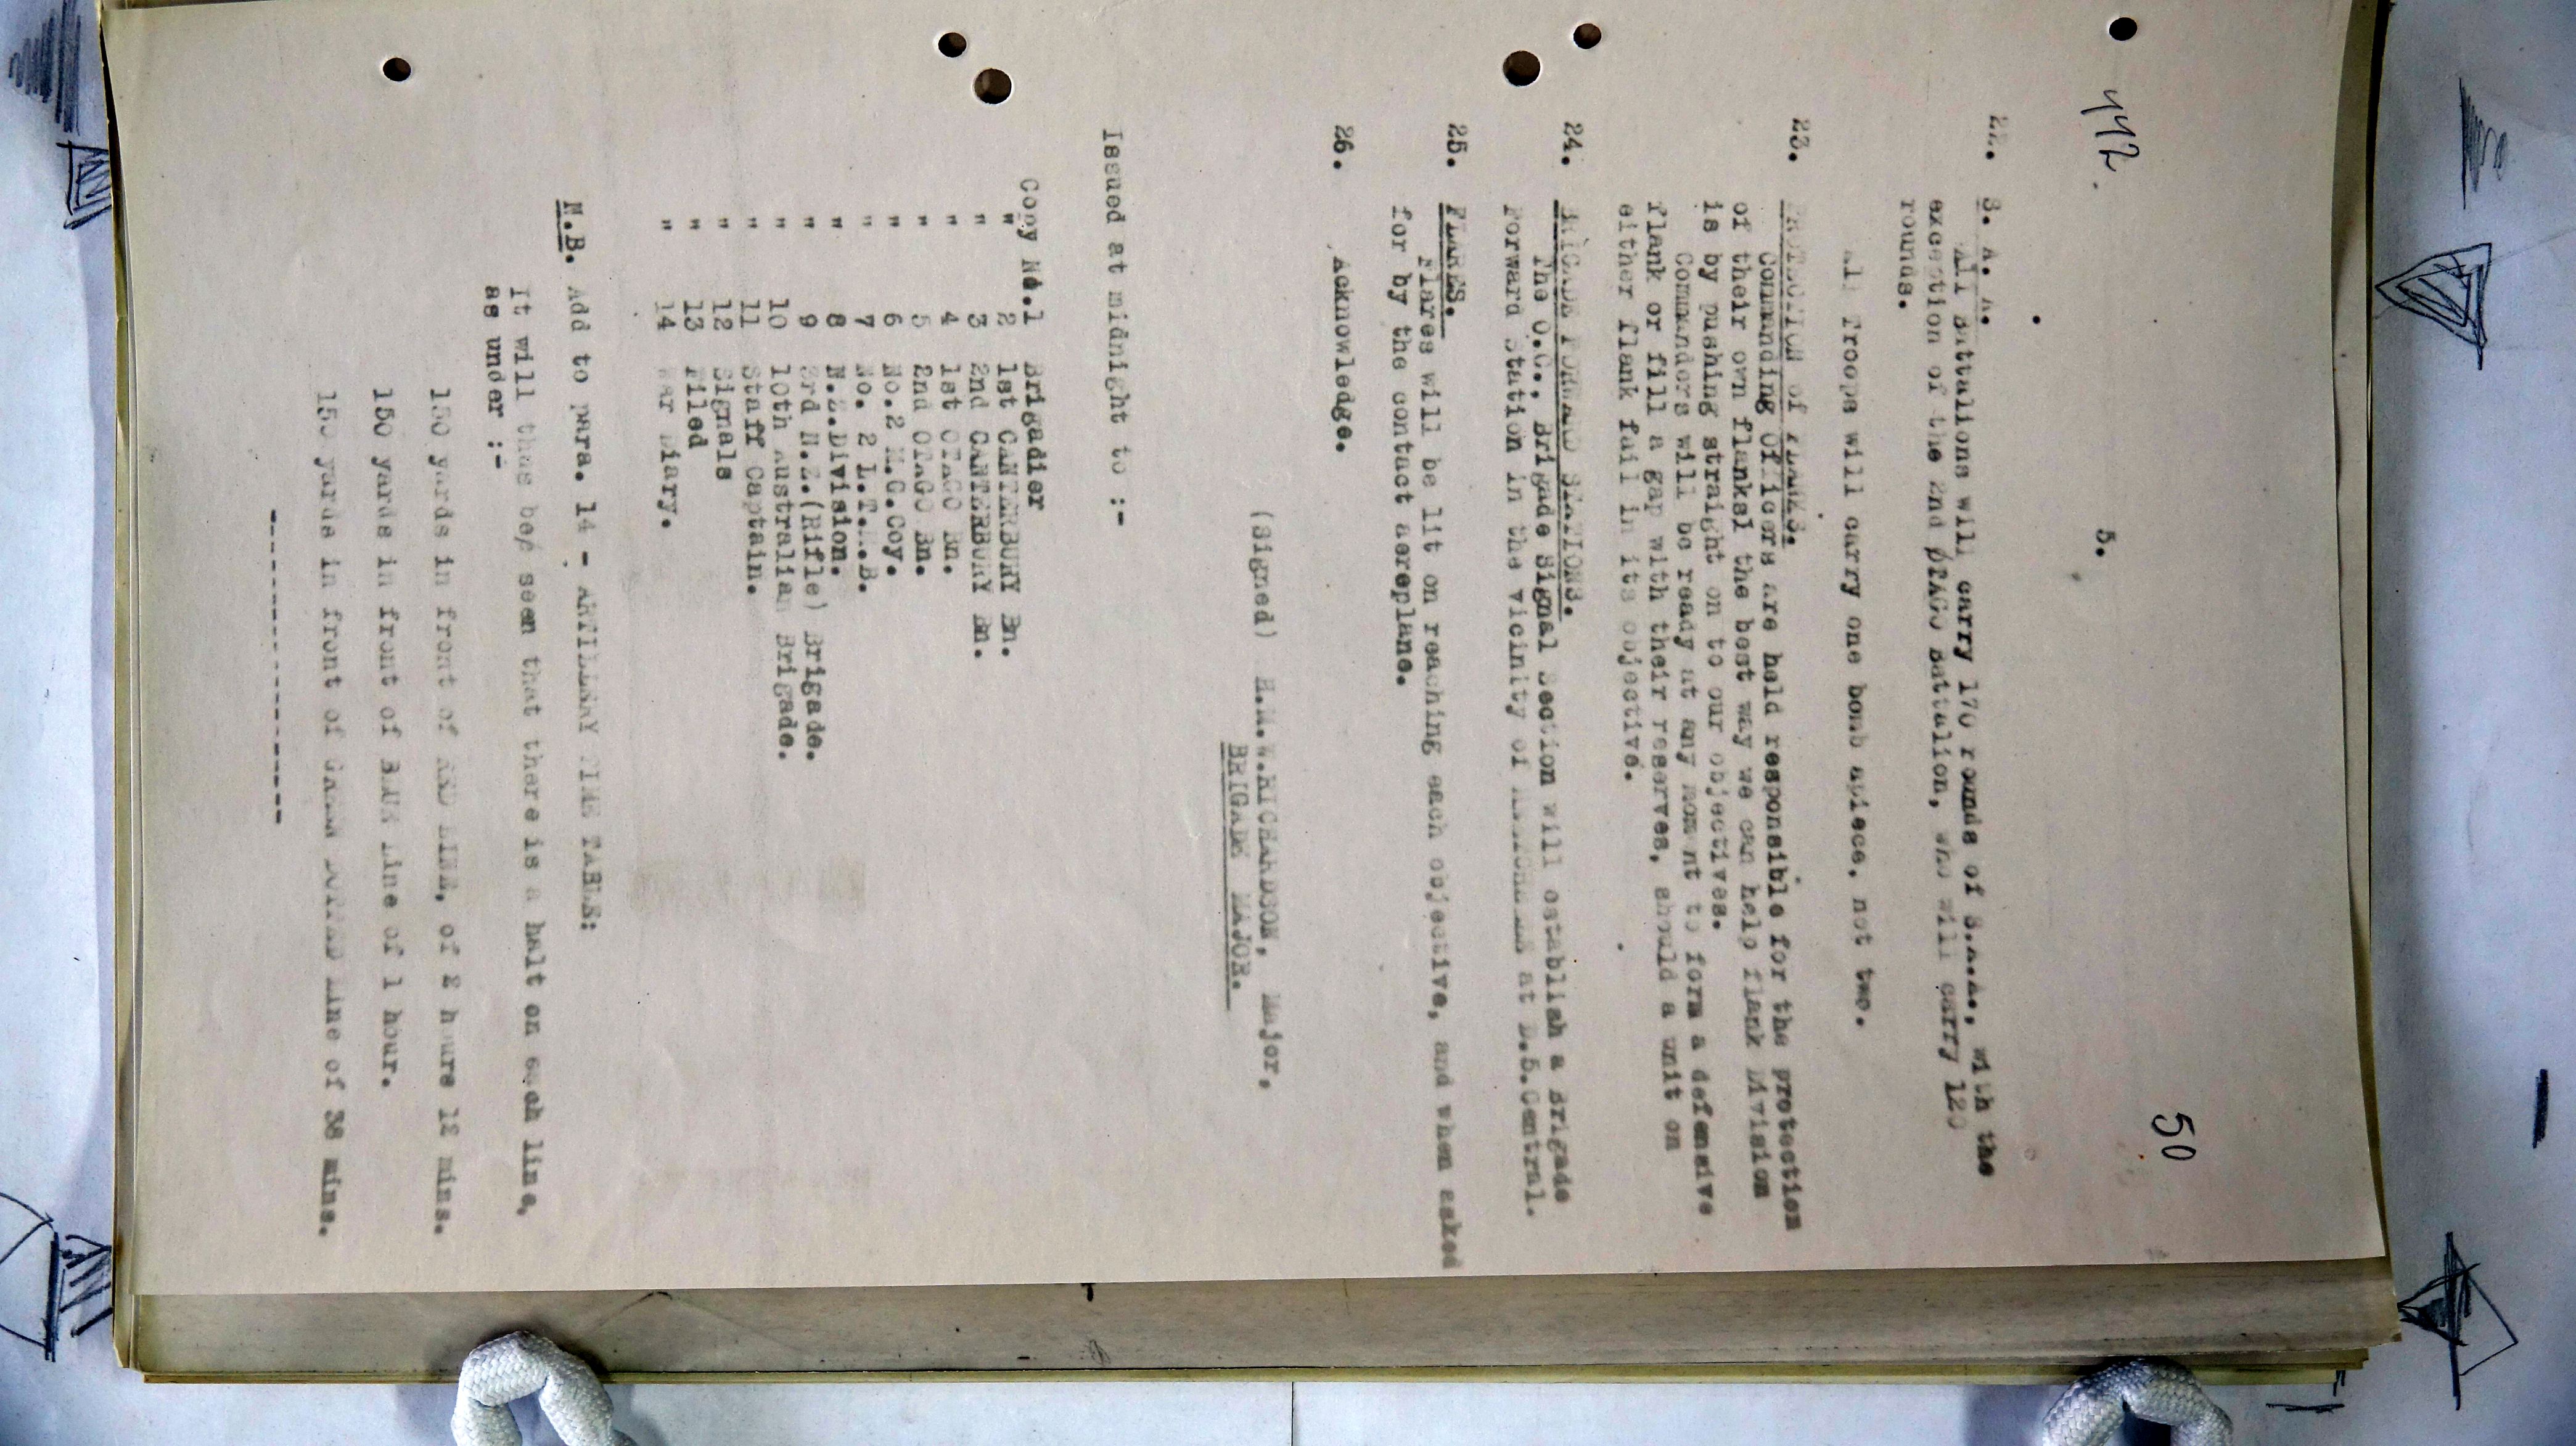 442.
5.
50
22. S. A. A.
All Battalions will carry 170 rounds of S.A.A., with the
exception of the 2nd OTAGO Battalion, who will carry 120
rounds.
All Troops will carry one bomb apiece, not two.
23. PROTECTION of FLANKS.
Commanding Officers are held responsible for the protection
of their own flanksl the best way we can help flank Division
is by pushing straight on to our objectives.
Commanders will be ready at any moment to form a defensive
flank or fill a gap with their reserves, should a unit on
either flank fail in its objective.
24. BRIGADE FORWARD STATIONS.
The O.C., Brigade Signal Section will establish a Brigade
Forward Station in the vicinity of at D.5.Central.
25. FLARES.
Flares will be lit on reaching each objective, and when asked
for by the contact aereplane.
26. Acknowledge.
(Signed) H.M.W.RICHARDSON, Major,
BRIGADE MAJOR.
Issued at midnight to :-
Copy No.1 Brigadier
" 2 1st CANTERBURY Bn.
" 3 2nd CANTERBURY Bn.
" 4 1st OTAGO Bn.
" 5 2nd OTAGO Bn.
" 6 No.2 M.G.Coy.
" 7 No. 2 L.T.M.B.
" 8 N.Z.Division.
" 9 3rd N.Z.(Rifle) Brigade.
" 10 10th Australian Brigade.
" 11 Staff Captain.
" 12 Signals
" 13 Filed
" 14 War Diary.
N.B. Add to para. 14 - ARTILLERY TIME TABLE:
It will thus be seen that there is a halt on each line,
as under :-
150 yards in front of RED LINE, of 2 hours 12 mins.
150 yards in front of BLUE Line of 1 hour.
150 yards in front of DOTTED Line of 38 mins.